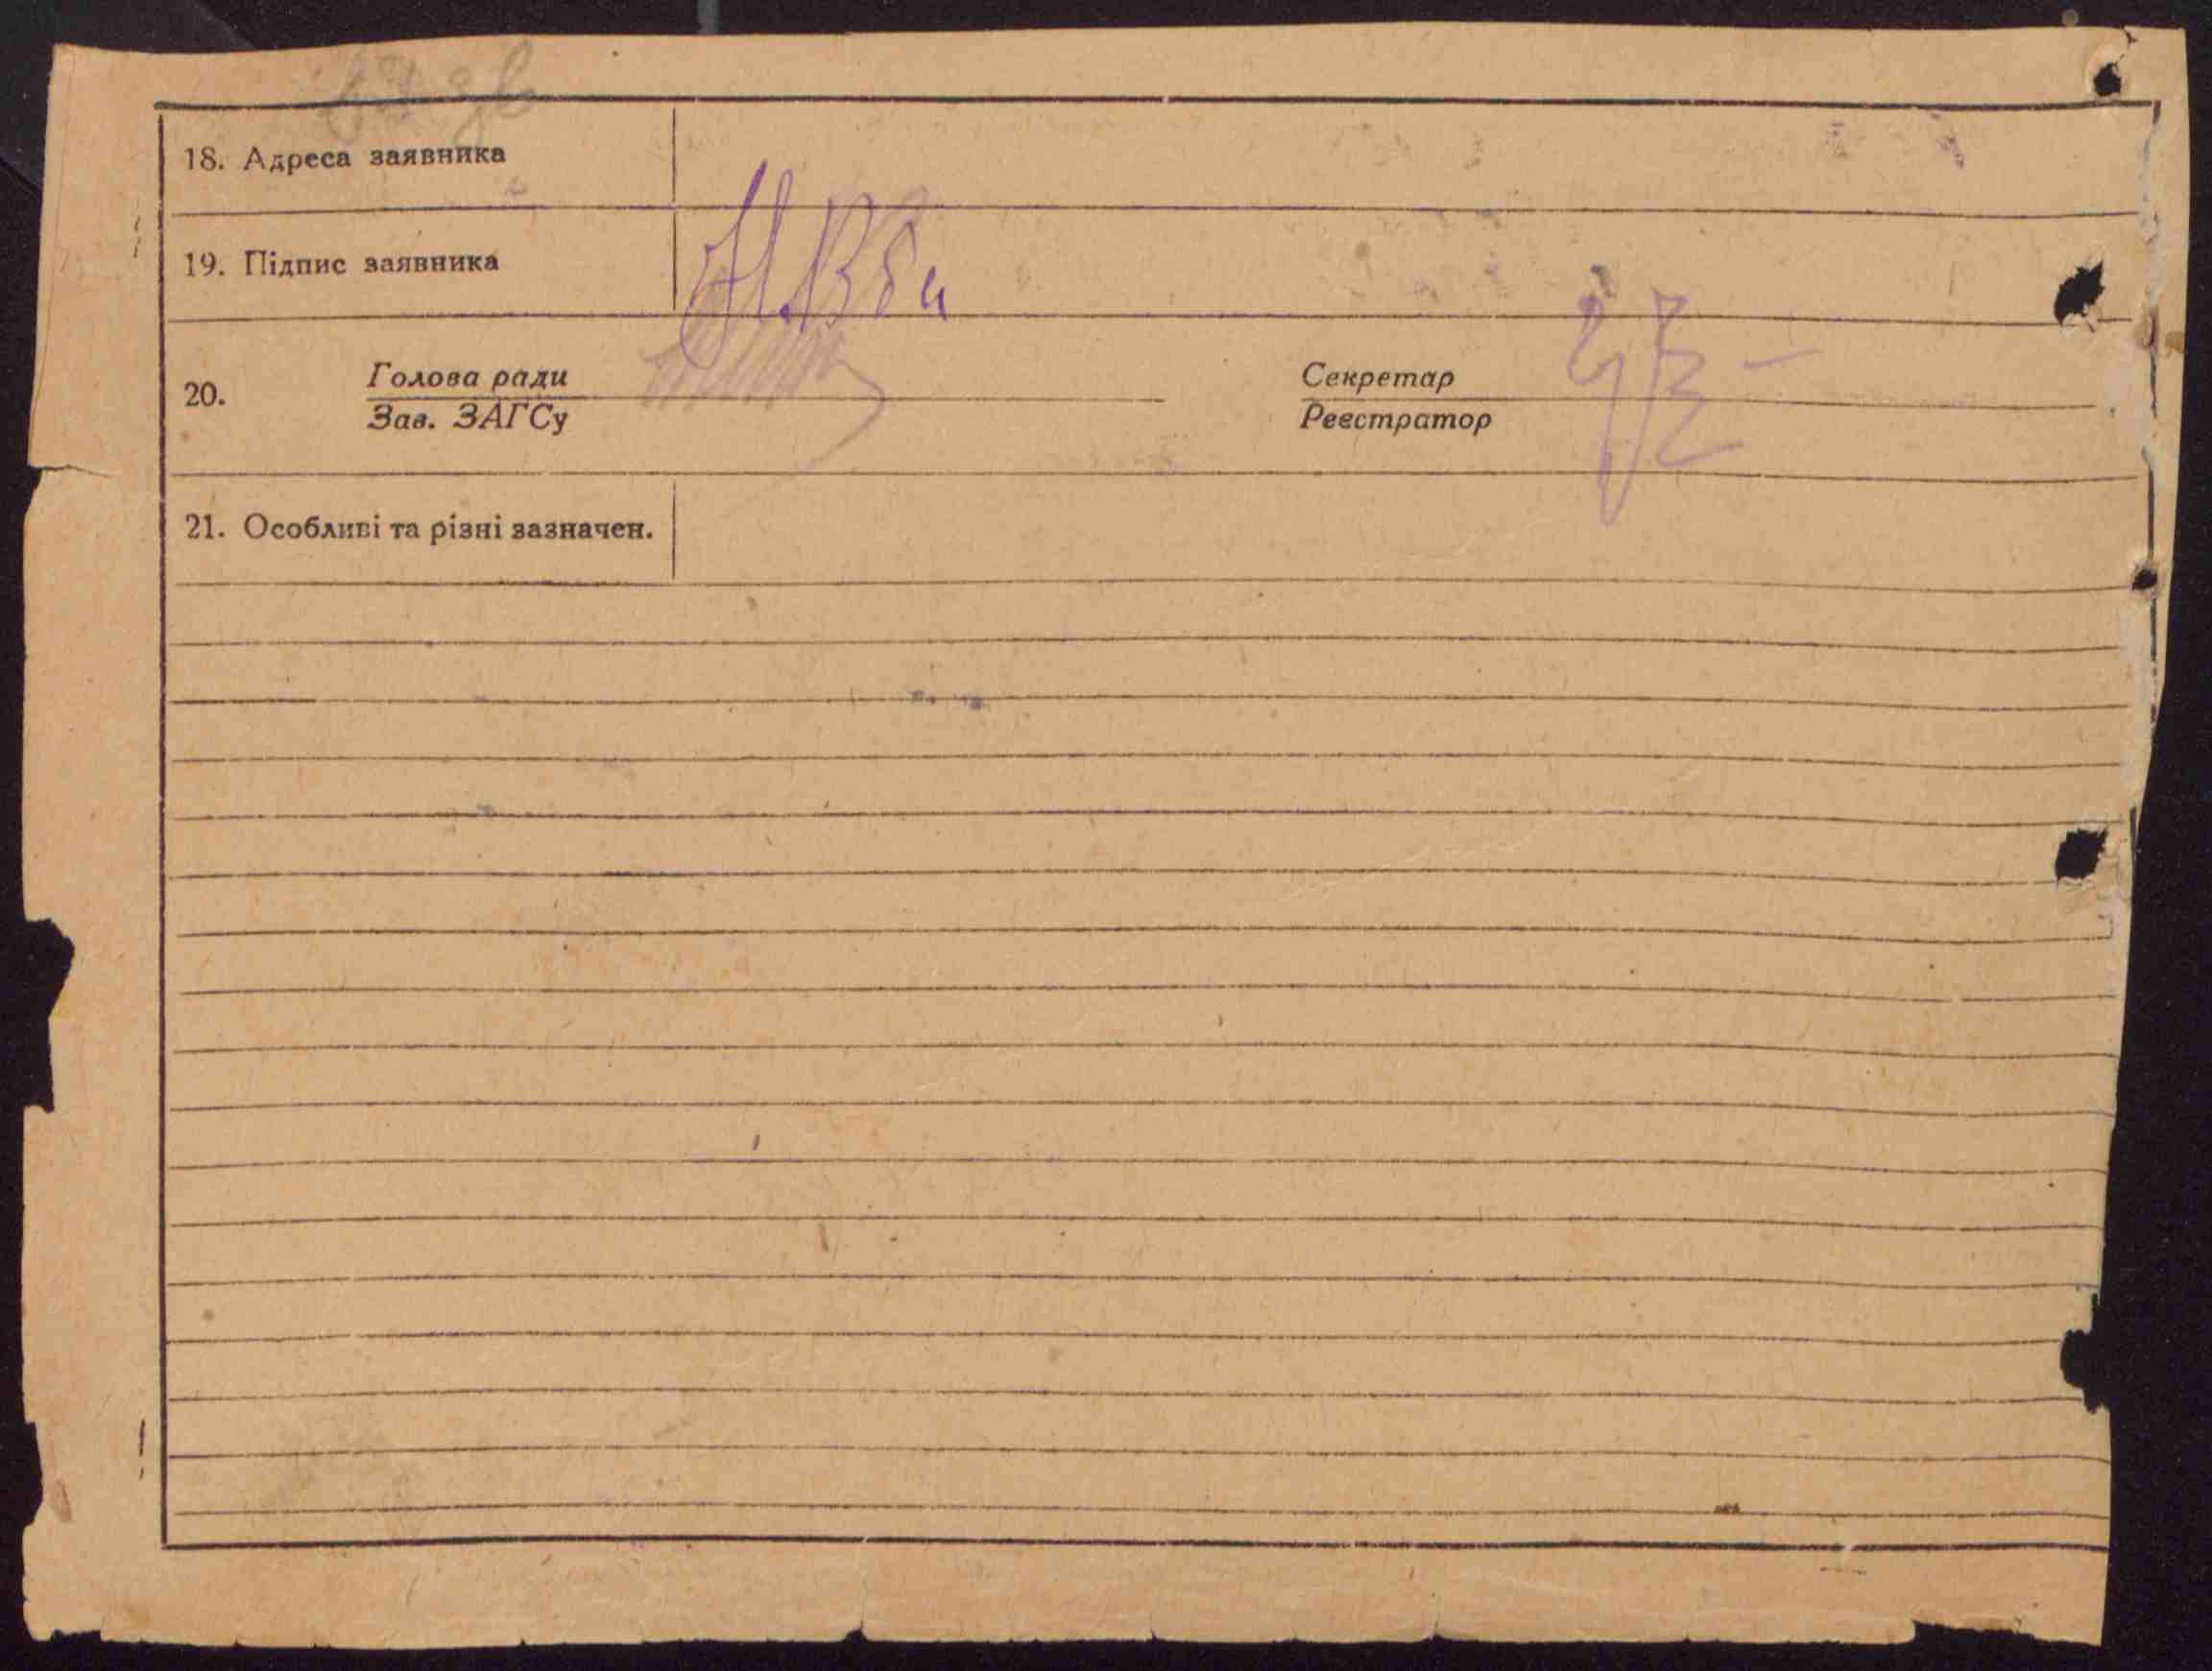 18. Адреса заявника
19. Підпис заявника
20. Голова ради Секретар
Зав. ЗАГСу Реєстратор
21. Особливі та різні зазначен.